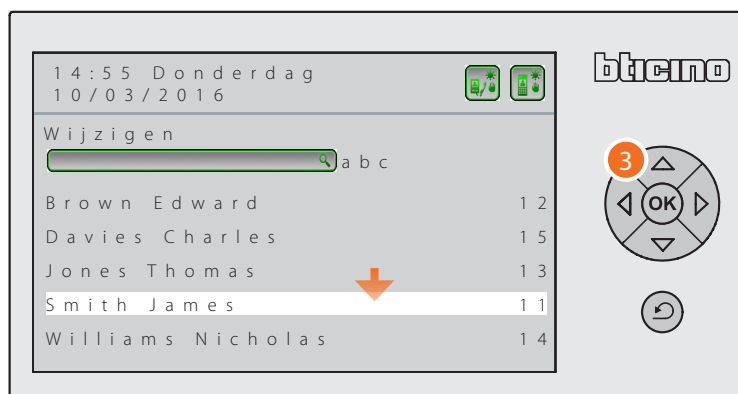 14:55 Donderdag
10/03/2016
bticino
Wijzigen
abc
3
Brown Edward 12
Davies Charles 15
OK
Jones Thomas 13
Smith James 11
Williams Nicholas 14